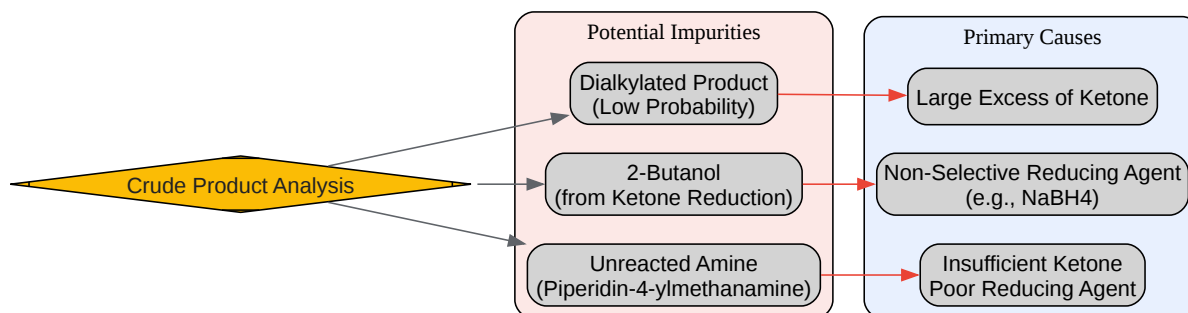 Potential Impurities
Primary Causes
Crude Product Analysis
Dialkylated Product
(Low Probability)
Large Excess of Ketone
2-Butanol
(from Ketone Reduction)
Non-Selective Reducing Agent
(e.g., NaBH4)
Unreacted Amine
(Piperidin-4-ylmethanamine)
Insufficient Ketone
Poor Reducing Agent